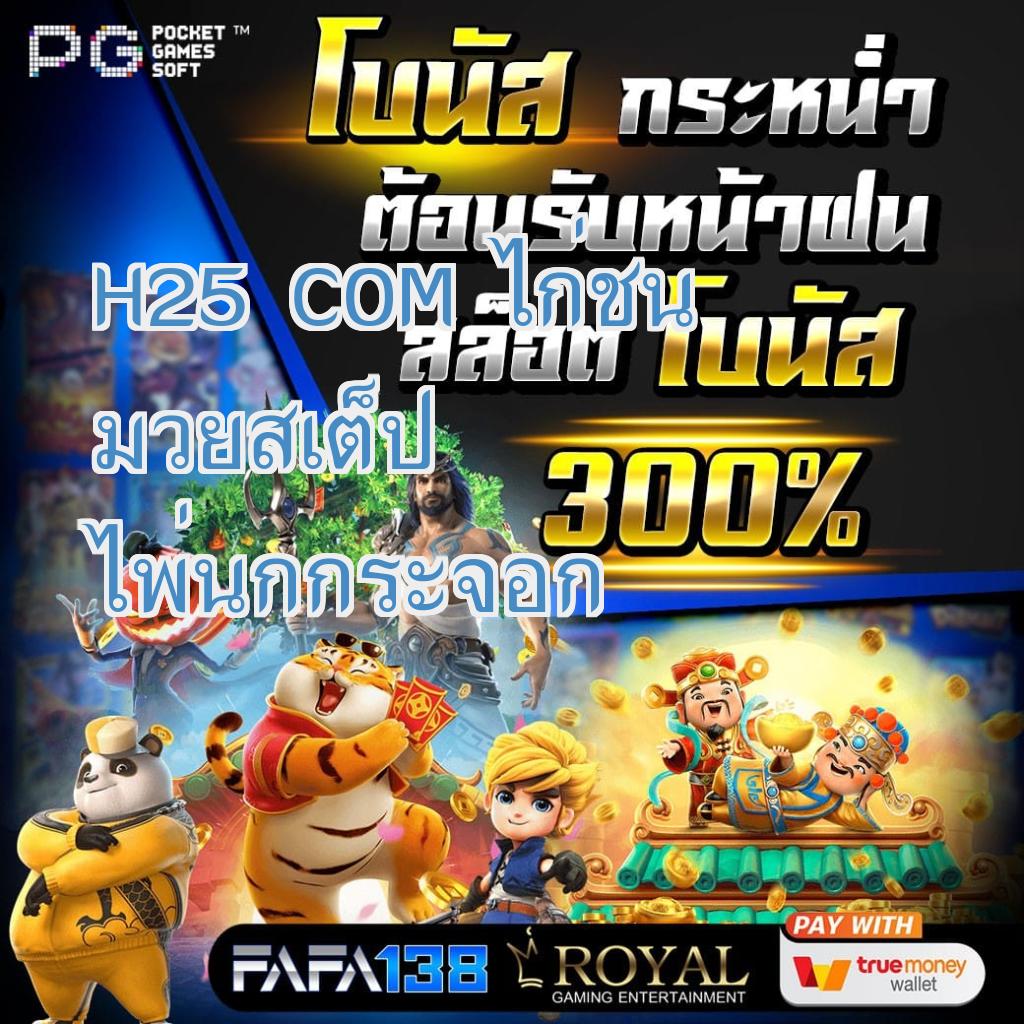 PG POCKET GAMES SOFT™
โบนัส กระหน่ำ
ต้อนรับหน้าฝน
H25 COM ไก่ชน
สล็อต โบนัส
มวยสเต็ป
300%
ไพ่นกกระจอก
FAFA138
ROYAL
GAMING ENTERTAINMENT
PAY WITH
truemoney
wallet